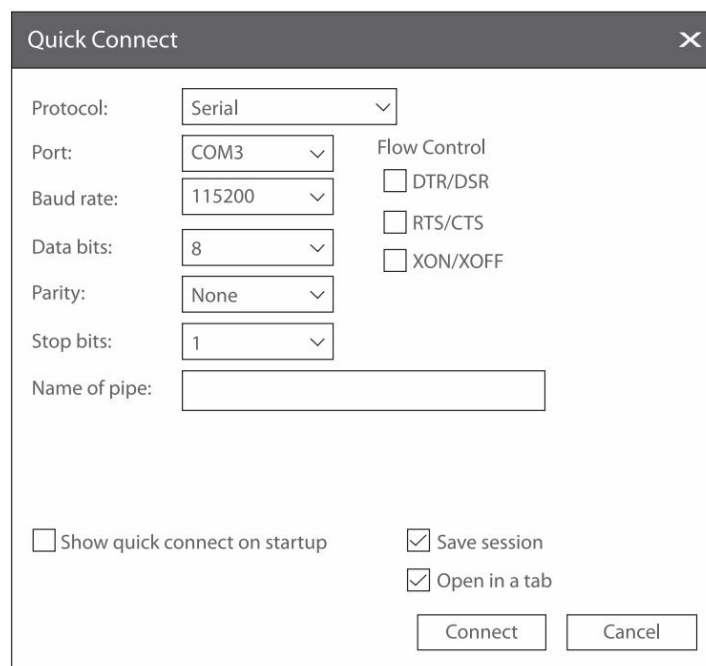 Quick Connect
Protocol: Serial
Port: COM3
Flow Control
DTR/DSR
Baud rate: 115200
RTS/CTS
Data bits: 8
XON/XOFF
Parity: None
Stop bits: 1
Name of pipe:
Show quick connect on startup
Save session
Open in a tab
Connect Cancel